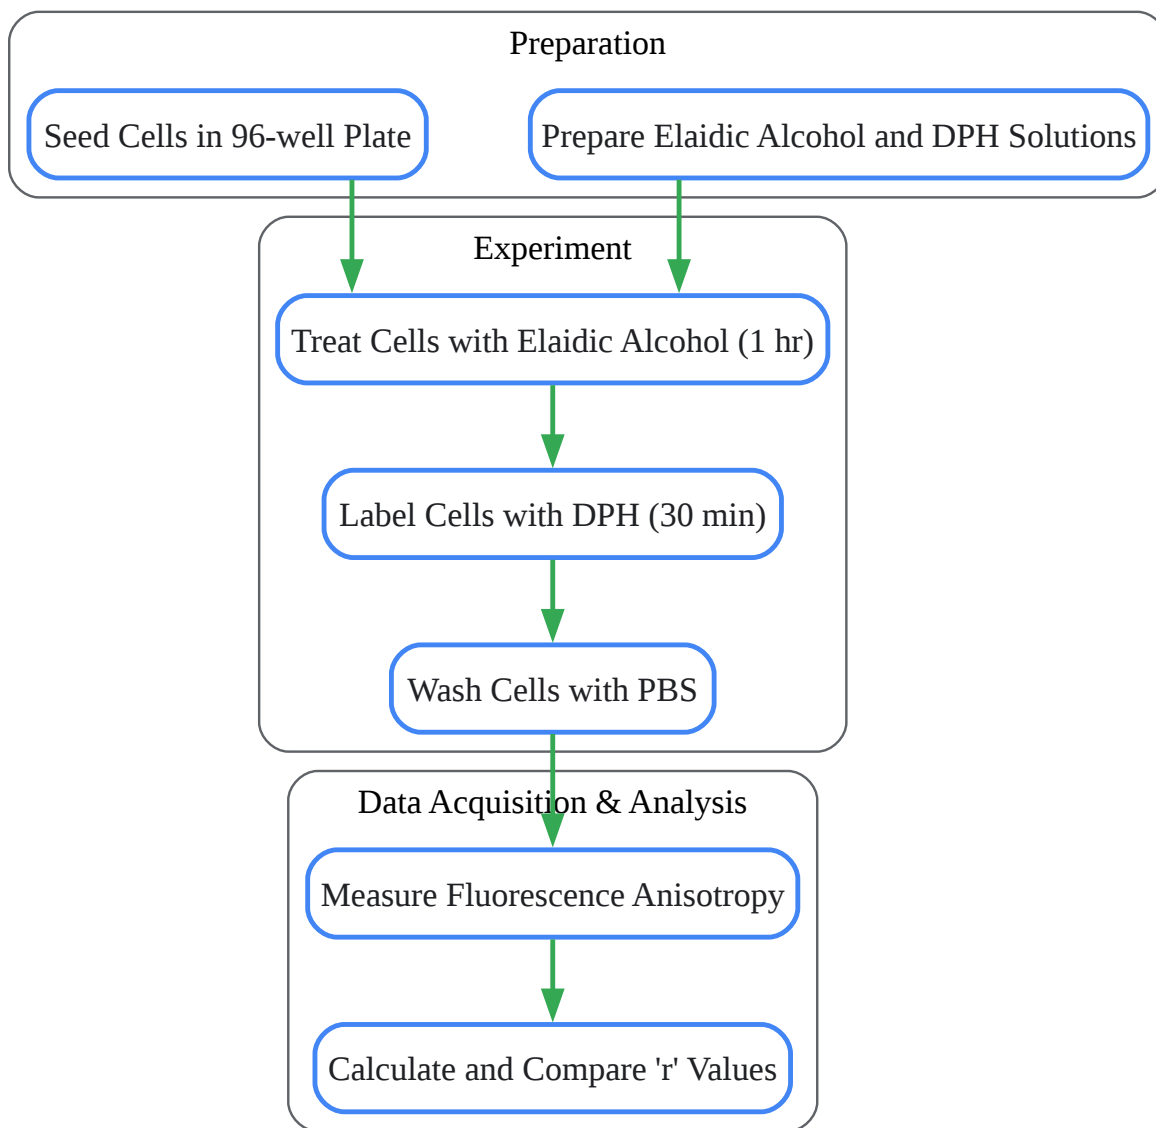 Preparation
Seed Cells in 96-well Plate
Prepare Elaidic Alcohol and DPH Solutions
Experiment
Treat Cells with Elaidic Alcohol (1 hr)
Label Cells with DPH (30 min)
Wash Cells with PBS
Data Acquisition & Analysis
Measure Fluorescence Anisotropy
Calculate and Compare 'r' Values